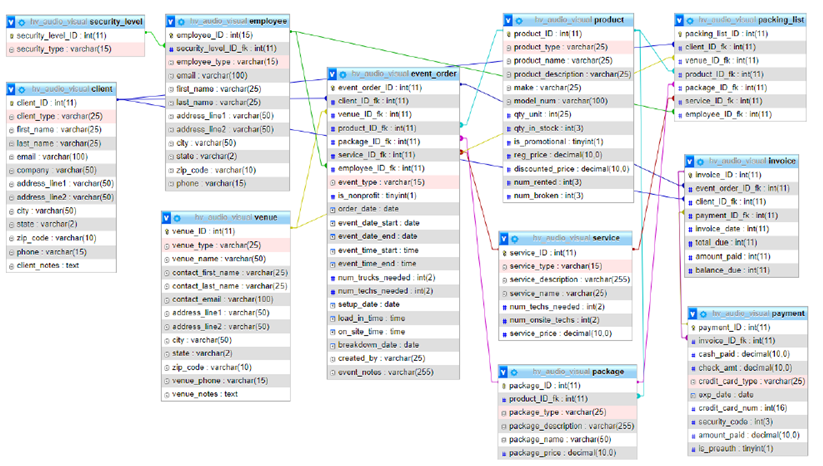 hv_audio_visual security_level
security_level_ID : int(11)
security_type : varchar(15)
hv_audio_visual client
client_ID : int(11)
client_type : varchar(25)
first_name : varchar(25)
last_name : varchar(25)
email : varchar(100)
company : varchar(50)
address_line1 : varchar(50)
address_line2 : varchar(50)
city : varchar(50)
state : varchar(2)
zip_code : varchar(10)
phone : varchar(15)
client_notes : text
hv_audio_visual employee
employee_ID : int(15)
security_level_ID_fk : int(11)
employee_type : varchar(15)
email : varchar(100)
first_name : varchar(25)
last_name : varchar(25)
address_line1 : varchar(50)
address_line2 : varchar(50)
city : varchar(50)
state : varchar(2)
zip_code : varchar(10)
phone : varchar(15)
hv_audio_visual venue
venue_ID : int(11)
venue_type : varchar(25)
venue_name : varchar(50)
contact_first_name : varchar(25)
contact_last_name : varchar(25)
contact_email : varchar(100)
address_line1 : varchar(50)
address_line2 : varchar(50)
city : varchar(50)
state : varchar(2)
zip_code : varchar(10)
venue_phone : varchar(15)
venue_notes : text
hv_audio_visual event_order
event_order_ID : int(11)
client_ID_fk : int(11)
venue_ID_fk : int(11)
product_ID_fk : int(11)
package_ID_fk : int(11)
service_ID_fk : int(11)
employee_ID_fk : int(11)
event_type : varchar(15)
is_nonprofit : tinyint(1)
order_date : date
event_date_start : date
event_date_end : date
event_time_start : time
event_time_end : time
num_trucks_needed : int(2)
num_techs_needed : int(2)
setup_date : date
load_in_time : time
on_site_time : time
breakdown_date : date
created_by : varchar(25)
event_notes : varchar(255)
hv_audio_visual product
product_ID : int(11)
product_type : varchar(25)
product_name : varchar(25)
product_description : varchar(25)
make : varchar(25)
model_num : varchar(100)
qty_unit : int(25)
qty_in_stock : int(3)
is_promotional : tinyint(1)
reg_price : decimal(10,0)
discounted_price : decimal(10,0)
num_rented : int(3)
num_broken : int(3)
hv_audio_visual service
service_ID : int(11)
service_type : varchar(15)
service_description : varchar(255)
service_name : varchar(25)
num_techs_needed : int(2)
num_onsite_techs : int(2)
service_price : decimal(10,0)
hv_audio_visual package
package_ID : int(11)
product_ID_fk : int(11)
package_type : varchar(25)
package_description : varchar(255)
package_name : varchar(50)
package_price : decimal(10,0)
hv_audio_visual packing_list
packing_list_ID : int(11)
client_ID_fk : int(11)
venue_ID_fk : int(11)
product_ID_fk : int(11)
package_ID_fk : int(11)
service_ID_fk : int(11)
employee_ID_fk : int(11)
hv_audio_visual invoice
invoice_ID : int(11)
event_order_ID_fk : int(11)
client_ID_fk : int(11)
payment_ID_fk : int(11)
invoice_date : int(11)
total_due : int(11)
amount_paid : int(11)
balance_due : int(11)
hv_audio_visual payment
payment_ID : int(11)
invoice_ID_fk : int(11)
cash_paid : decimal(10,0)
check_amt : decimal(10,0)
credit_card_type : varchar(25)
exp_date : date
credit_card_num : int(16)
security_code : int(3)
amount_paid : decimal(10,0)
is_preauth : tinyint(1)